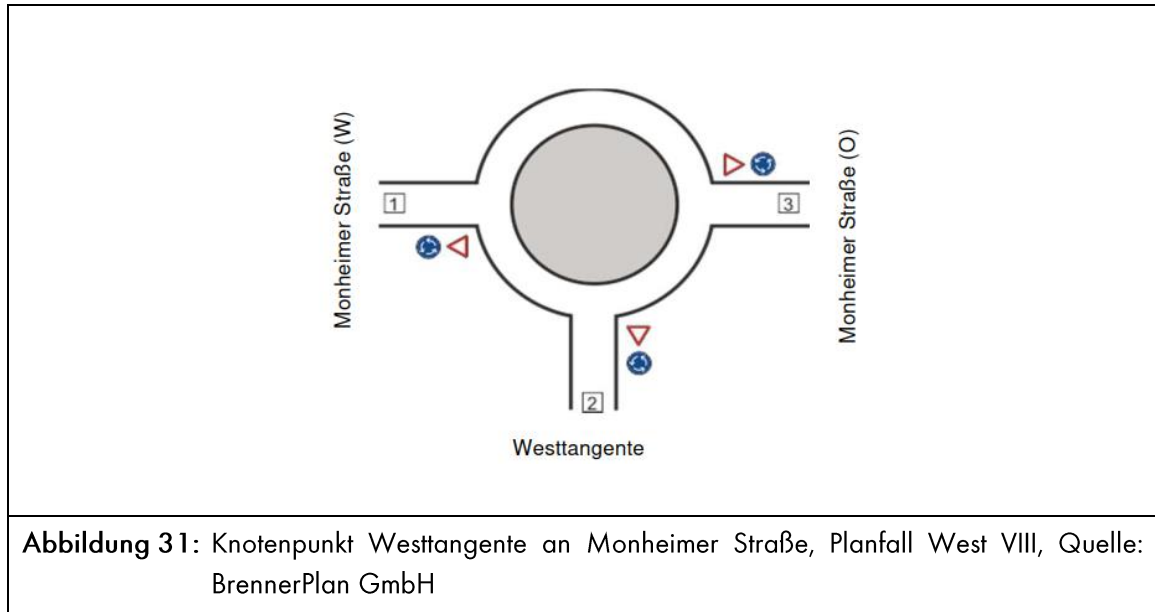 Monheimer Straße (W)
Monheimer Straße (O)
1
3
2
Westtangente
Abbildung 31: Knotenpunkt Westtangente an Monheimer Straße, Planfall West VIII, Quelle:
BrennerPlan GmbH